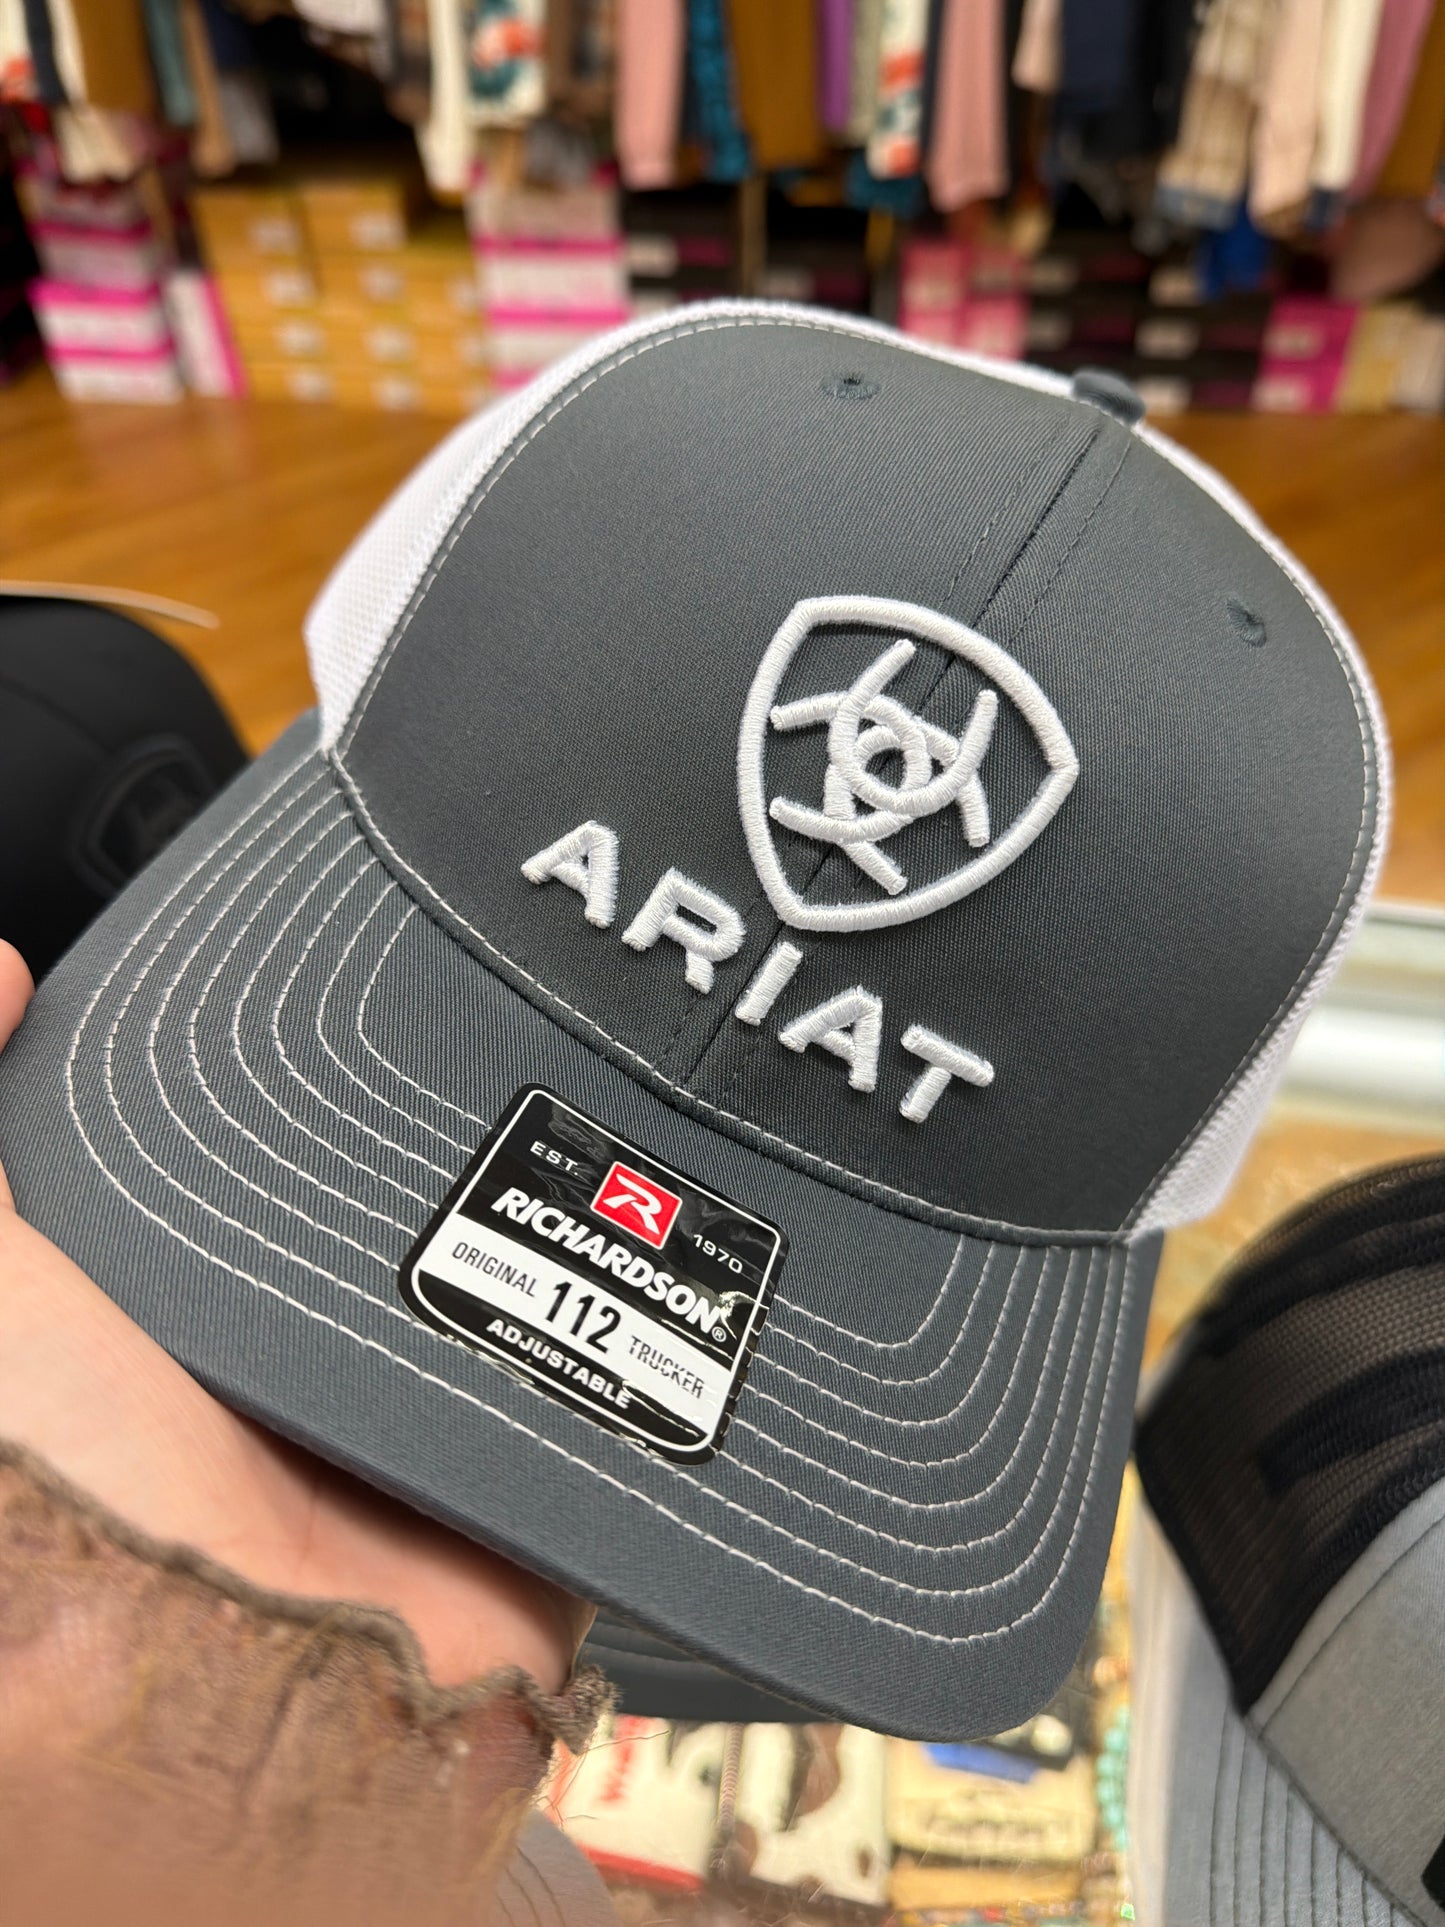 ARIAT
EST. R 1970
RICHARDSON®
ORIGINAL 112 TRUCKER
ADJUSTABLE